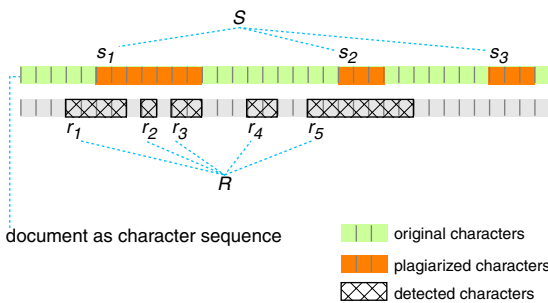 S
s1 s2 s3
r1 r2 r3 r4 r5
R
document as character sequence
original characters
plagiarized characters
detected characters